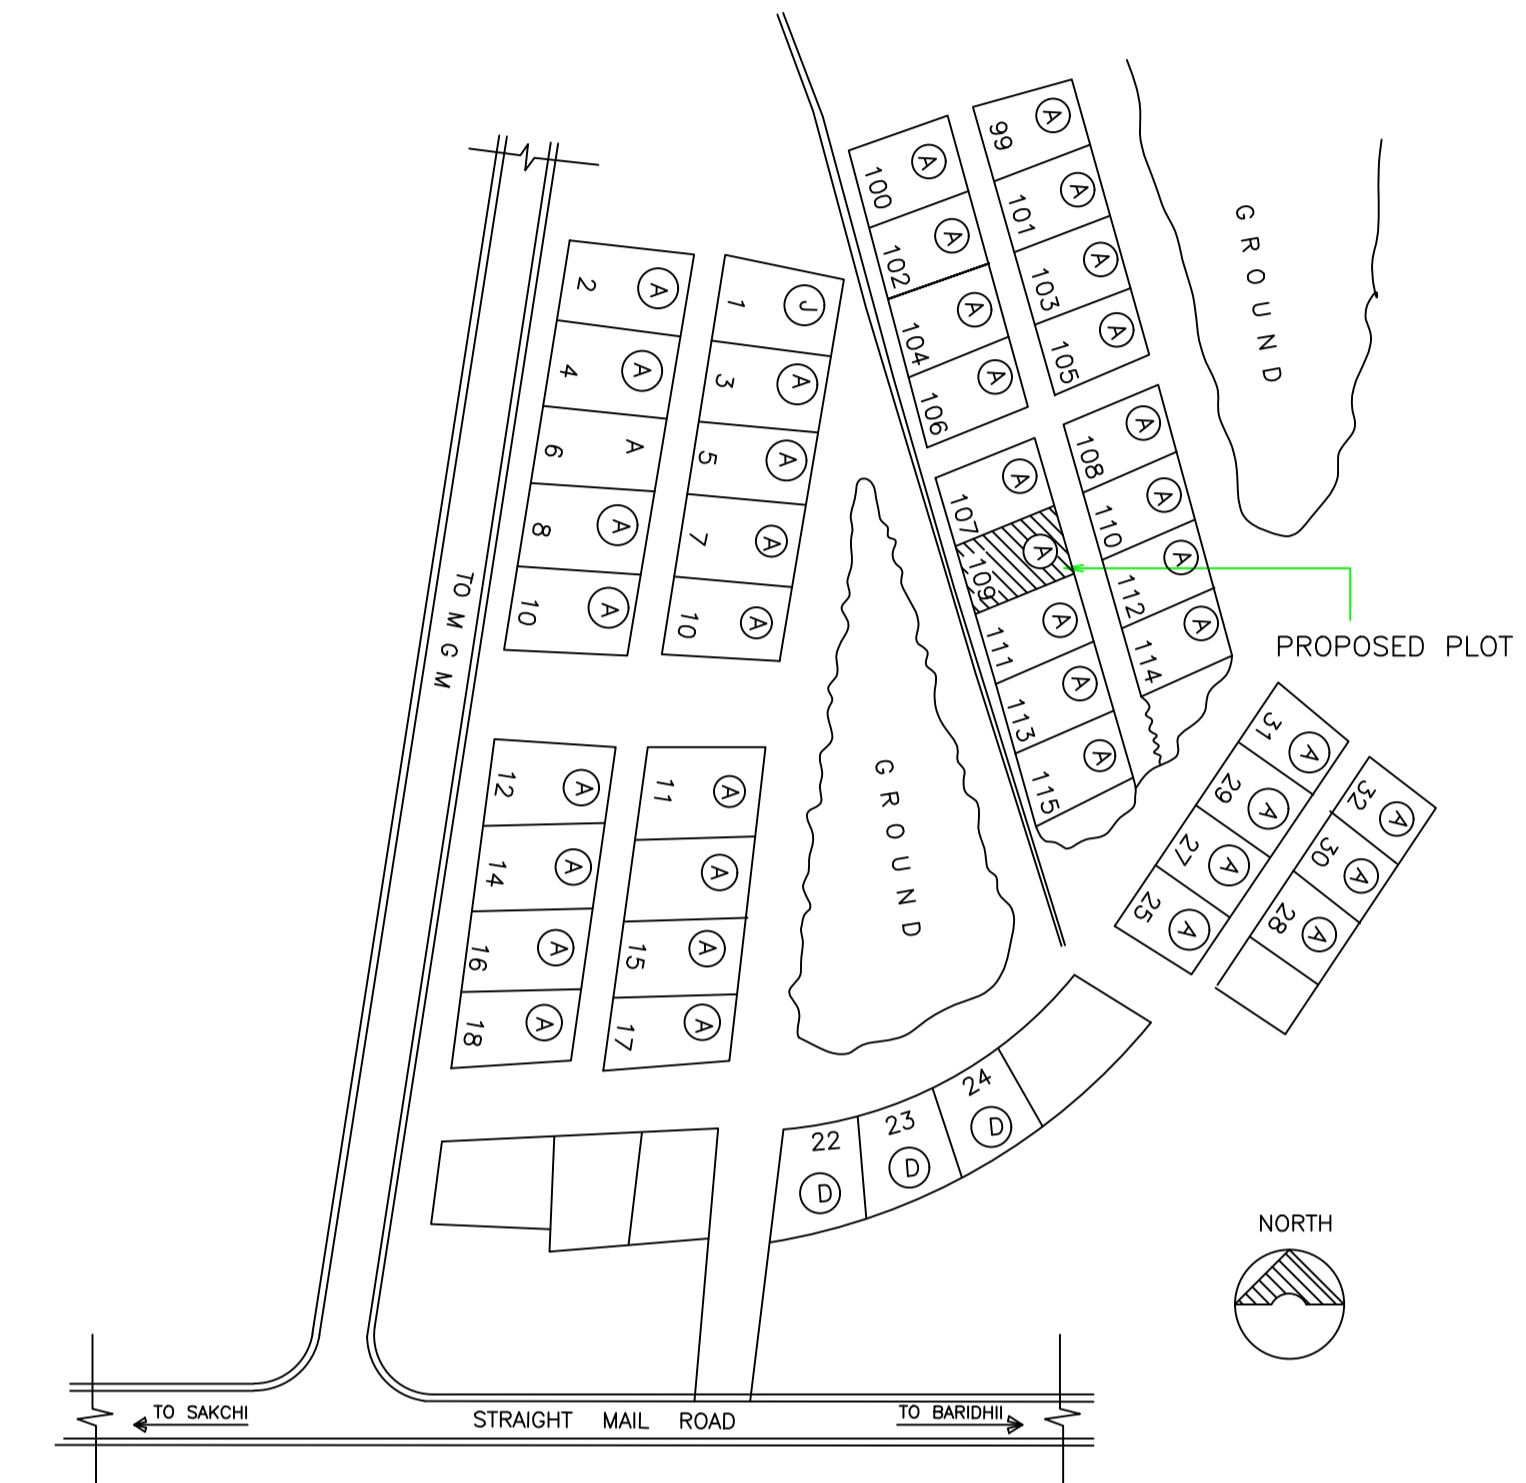 99 A
100 A
101 A
102 A
103 A
104 A
105 A
106 A
GROUND
2 A
1 J
4 A
3 A
6 A
5 A
8 A
7 A
10 A
10 A
107 A
108 A
109 A
110 A
111 A
112 A
113 A
114 A
115 A
PROPOSED PLOT
TO M G M
GROUND
31 A
29 A
27 A
25 A
32 A
30 A
28 A
12 A
11 A
14 A
A
16 A
15 A
18 A
17 A
22 D
23 D
24 D
NORTH
TO SAKCHI
STRAIGHT MAIL ROAD
TO BARIDHII